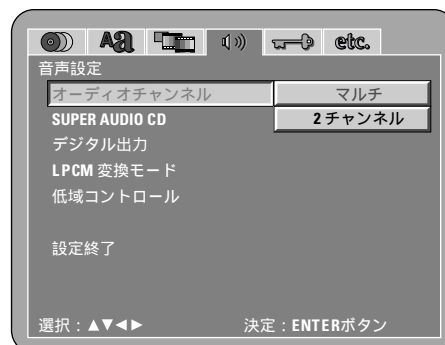 Aあ etc.
音声設定
オーディオチャンネル マルチ
SUPER AUDIO CD 2 チャンネル
デジタル出力
LPCM 変換モード
低域コントロール
設定終了
選択：▲▼◀▶ 決定：ENTERボタン